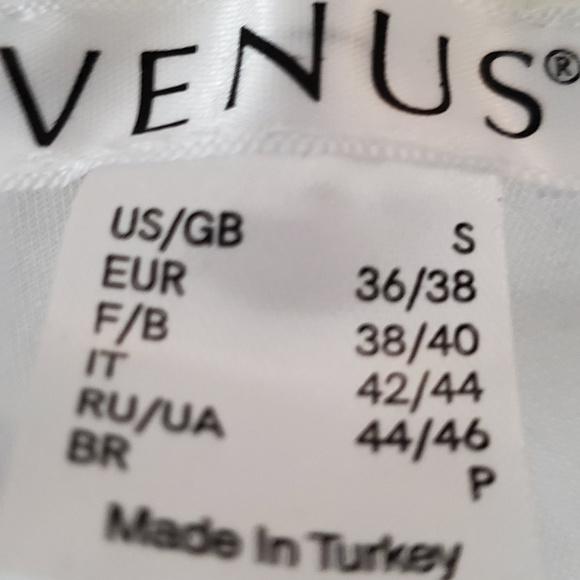 VENUS®
US/GB S
EUR 36/38
F/B 38/40
IT 42/44
RU/UA 44/46
BR P
Made In Turkey